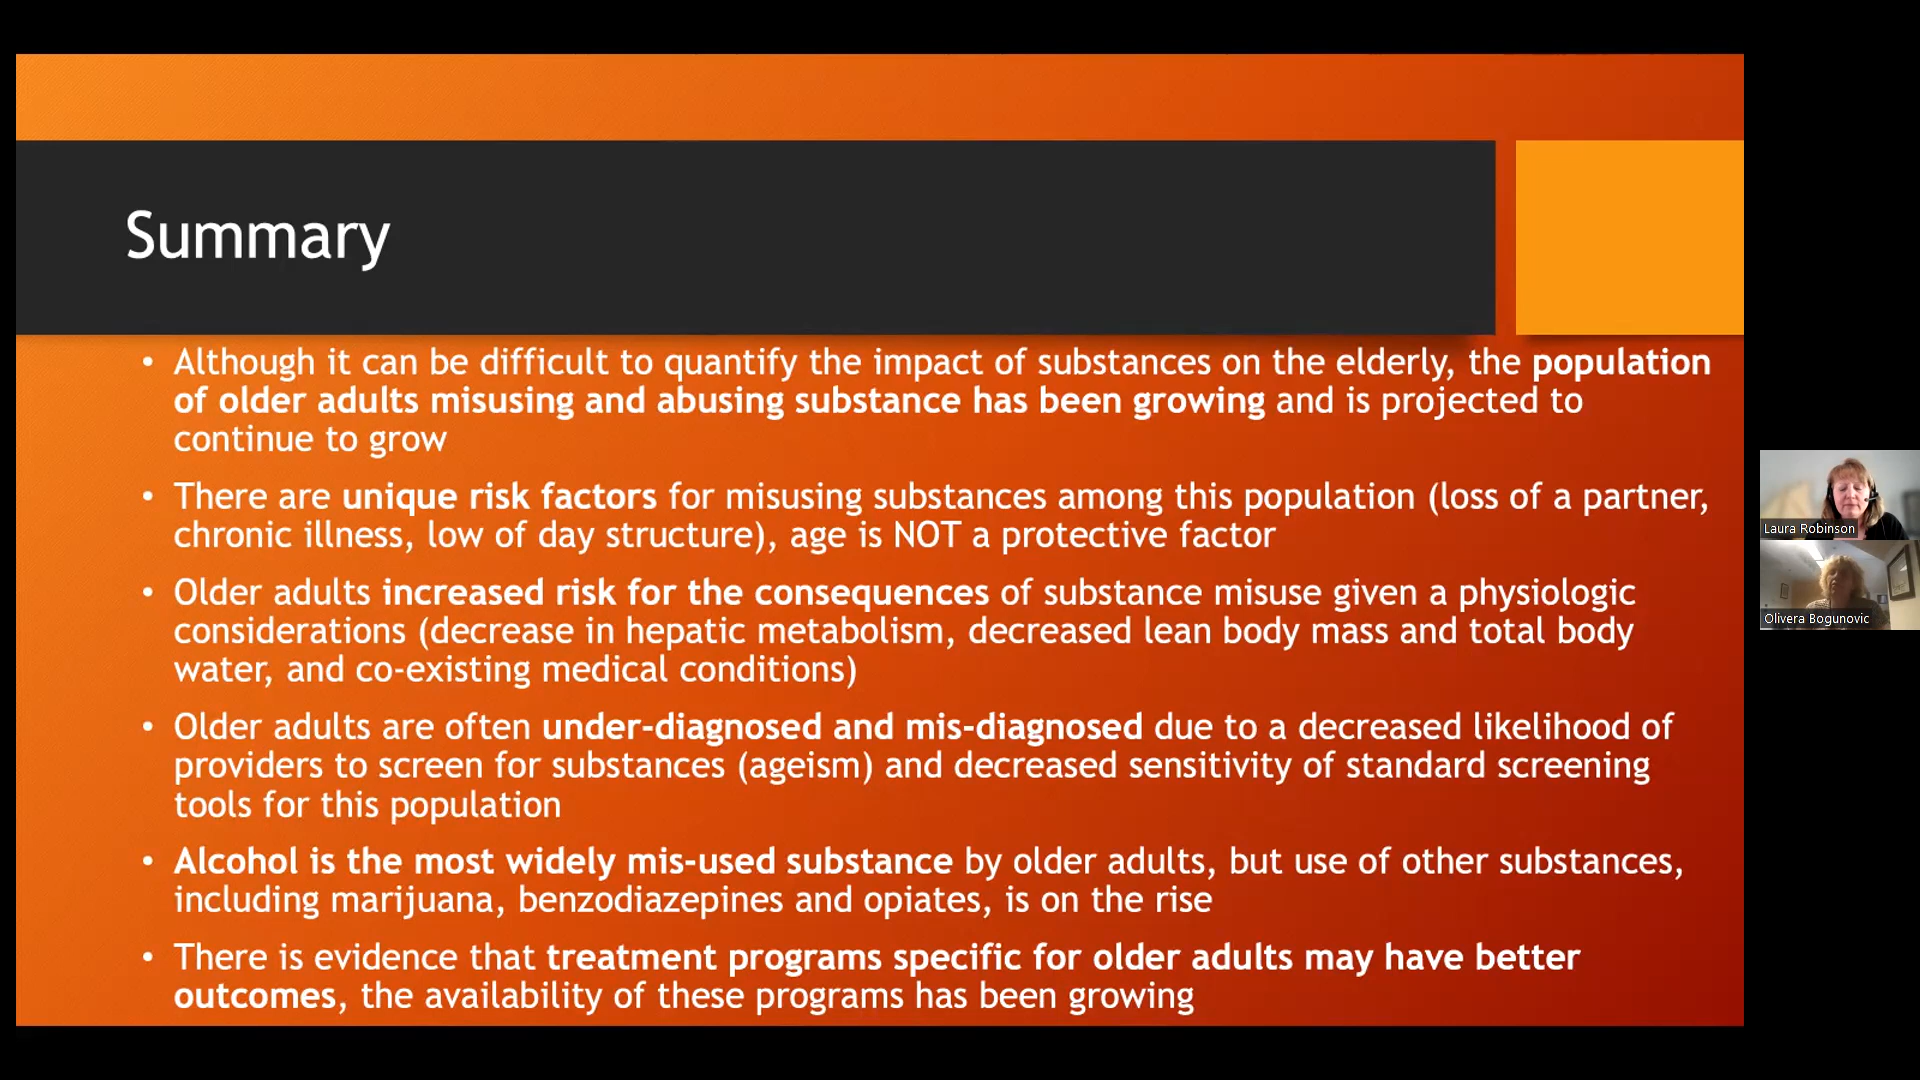 Summary
• Although it can be difficult to quantify the impact of substances on the elderly, the population
of older adults misusing and abusing substance has been growing and is projected to
continue to grow
• There are unique risk factors for misusing substances among this population (loss of a partner,
chronic illness, low of day structure), age is NOT a protective factor
• Older adults increased risk for the consequences of substance misuse given a physiologic
considerations (decrease in hepatic metabolism, decreased lean body mass and total body
water, and co-existing medical conditions)
• Older adults are often under-diagnosed and mis-diagnosed due to a decreased likelihood of
providers to screen for substances (ageism) and decreased sensitivity of standard screening
tools for this population
• Alcohol is the most widely mis-used substance by older adults, but use of other substances,
including marijuana, benzodiazepines and opiates, is on the rise
• There is evidence that treatment programs specific for older adults may have better
outcomes, the availability of these programs has been growing
Laura Robinson
Olivera Bogunovic